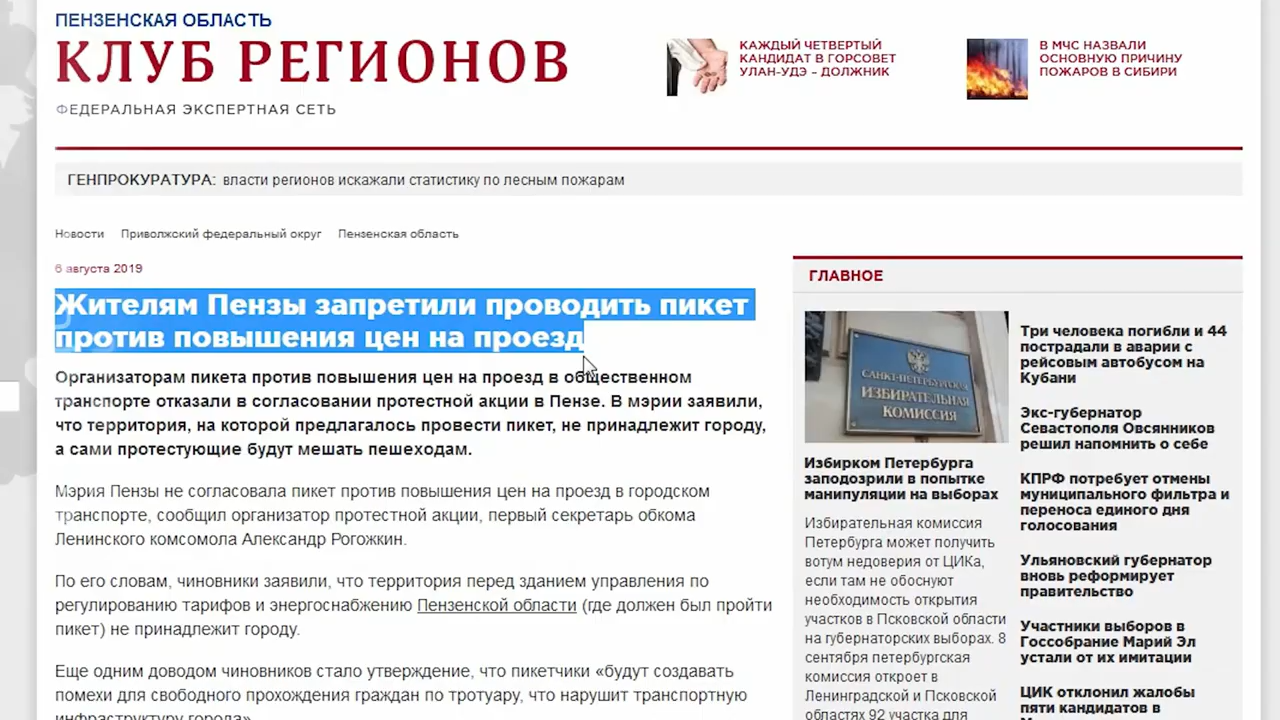 ПЕНЗЕНСКАЯ ОБЛАСТЬ
КЛУБ РЕГИОНОВ
ФЕДЕРАЛЬНАЯ ЭКСПЕРТНАЯ СЕТЬ
КАЖДЫЙ ЧЕТВЕРТЫЙ
КАНДИДАТ В ГОРСОВЕТ
УЛАН-УДЭ – ДОЛЖНИК
В МЧС НАЗВАЛИ
ОСНОВНУЮ ПРИЧИНУ
ПОЖАРОВ В СИБИРИ
ГЕНПРОКУРАТУРА: власти регионов искажали статистику по лесным пожарам
Новости Приволжский федеральный округ Пензенская область
6 августа 2019
Жителям Пензы запретили проводить пикет
против повышения цен на проезд
Организаторам пикета против повышения цен на проезд в общественном
транспорте отказали в согласовании протестной акции в Пензе. В мэрии заявили,
что территория, на которой предлагалось провести пикет, не принадлежит городу,
а сами протестующие будут мешать пешеходам.
Мэрия Пензы не согласовала пикет против повышения цен на проезд в городском
транспорте, сообщил организатор протестной акции, первый секретарь обкома
Ленинского комсомола Александр Рогожкин.
По его словам, чиновники заявили, что территория перед зданием управления по
регулированию тарифов и энергоснабжению Пензенской области (где должен был пройти
пикет) не принадлежит городу.
Еще одним доводом чиновников стало утверждение, что пикетчики «будут создавать
помехи для свободного прохождения граждан по тротуару, что нарушит транспортную
инфраструктуру города»
ГЛАВНОЕ
САНКТ-ПЕТЕРБУРГСКАЯ
ИЗБИРАТЕЛЬНАЯ
КОМИССИЯ
Избирком Петербурга
заподозрили в попытке
манипуляции на выборах
Избирательная комиссия
Петербурга может получить
вотум недоверия от ЦИКа,
если там не обоснуют
необходимость открытия
участков в Псковской области
на губернаторских выборах. 8
сентября петербургская
комиссия откроет в
Ленинградской и Псковской
областях 92 участка для
Три человека погибли и 44
пострадали в аварии с
рейсовым автобусом на
Кубани
Экс-губернатор
Севастополя Овсянников
решил напомнить о себе
КПРФ потребует отмены
муниципального фильтра и
переноса единого дня
голосования
Ульяновский губернатор
вновь реформирует
правительство
Участники выборов в
Госсобрание Марий Эл
устали от их имитации
ЦИК отклонил жалобы
пяти кандидатов в